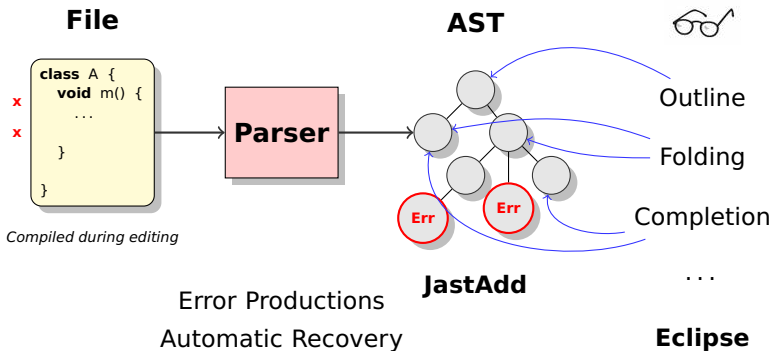 File
AST
class A {
void m() {
...
}
}
x
x
Parser
Err
Err
Outline
Folding
Completion
...
Compiled during editing
JastAdd
Error Productions
Automatic Recovery
Eclipse